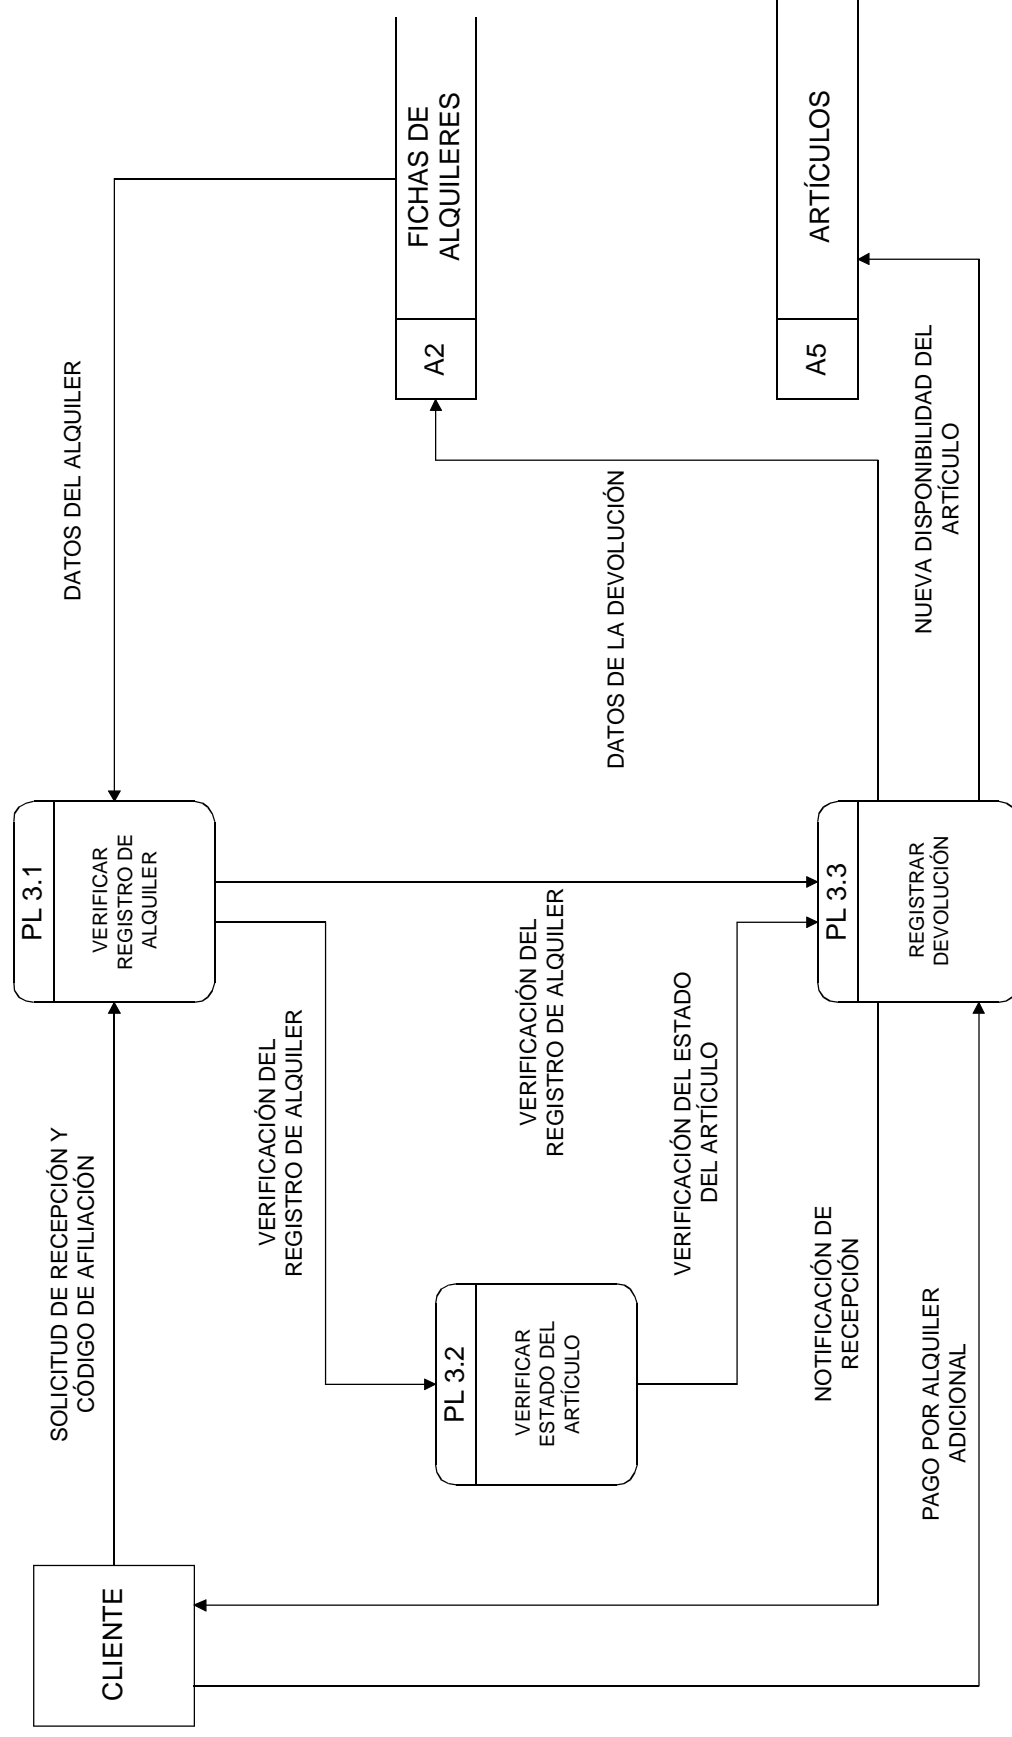 CLIENTE
SOLICITUD DE RECEPCIÓN Y
CÓDIGO DE AFILIACIÓN
PL 3.1
VERIFICAR
REGISTRO DE
ALQUILER
DATOS DEL ALQUILER
VERIFICACIÓN DEL
REGISTRO DE ALQUILER
PL 3.2
VERIFICAR
ESTADO DEL
ARTÍCULO
VERIFICACIÓN DEL
REGISTRO DE ALQUILER
VERIFICACIÓN DEL ESTADO
DEL ARTÍCULO
A2
FICHAS DE
ALQUILERES
DATOS DE LA DEVOLUCIÓN
NOTIFICACIÓN DE
RECEPCIÓN
PL 3.3
REGISTRAR
DEVOLUCIÓN
A5
ARTÍCULOS
PAGO POR ALQUILER
ADICIONAL
NUEVA DISPONIBILIDAD DEL
ARTÍCULO